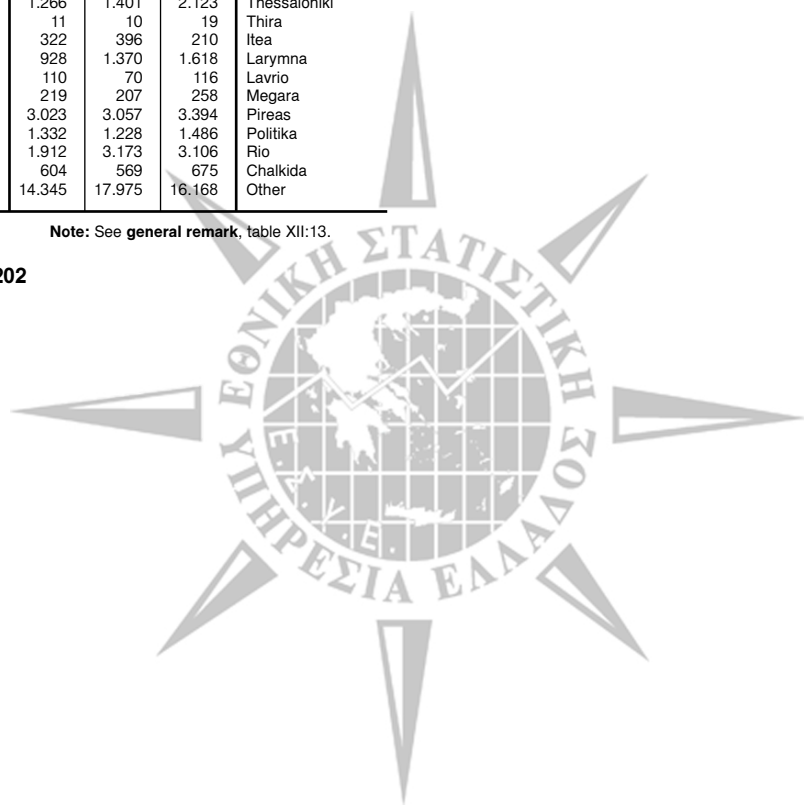 1.266 1.401 2.123 Thessaloniki
11 10 19 Thira
322 396 210 Itea
928 1.370 1.618 Larymna
110 70 116 Lavrio
219 207 258 Megara
3.023 3.057 3.394 Pireas
1.332 1.228 1.486 Politika
1.912 3.173 3.106 Rio
604 569 675 Chalkida
14.345 17.975 16.168 Other
Note: See general remark, table XII:13.
202
ΕΘΝΙΚΗ ΣΤΑΤΙΣΤΙΚΗ
ΥΠΗΡΕΣΙΑ ΕΛΛΑΔΟΣ
Ε.Σ.Υ.Ε.